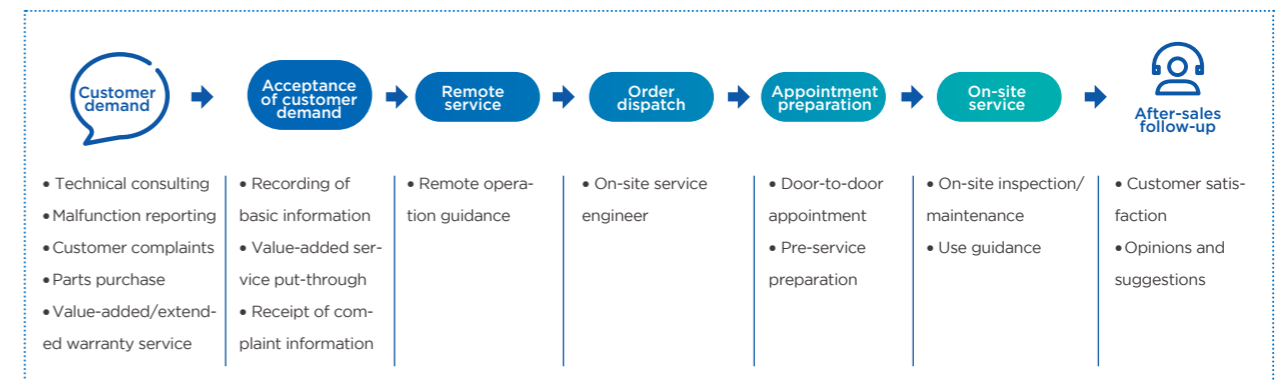 Customer
demand
Acceptance
of customer
demand
Remote
service
Order
dispatch
Appointment
preparation
On-site
service
After-sales
follow-up
• Technical consulting
• Malfunction reporting
• Customer complaints
• Parts purchase
• Value-added/extend-
ed warranty service
• Recording of
basic information
• Value-added ser-
vice put-through
• Receipt of com-
plaint information
• Remote opera-
tion guidance
• On-site service
engineer
• Door-to-door
appointment
• Pre-service
preparation
• On-site inspection/
maintenance
• Use guidance
• Customer satis-
faction
• Opinions and
suggestions